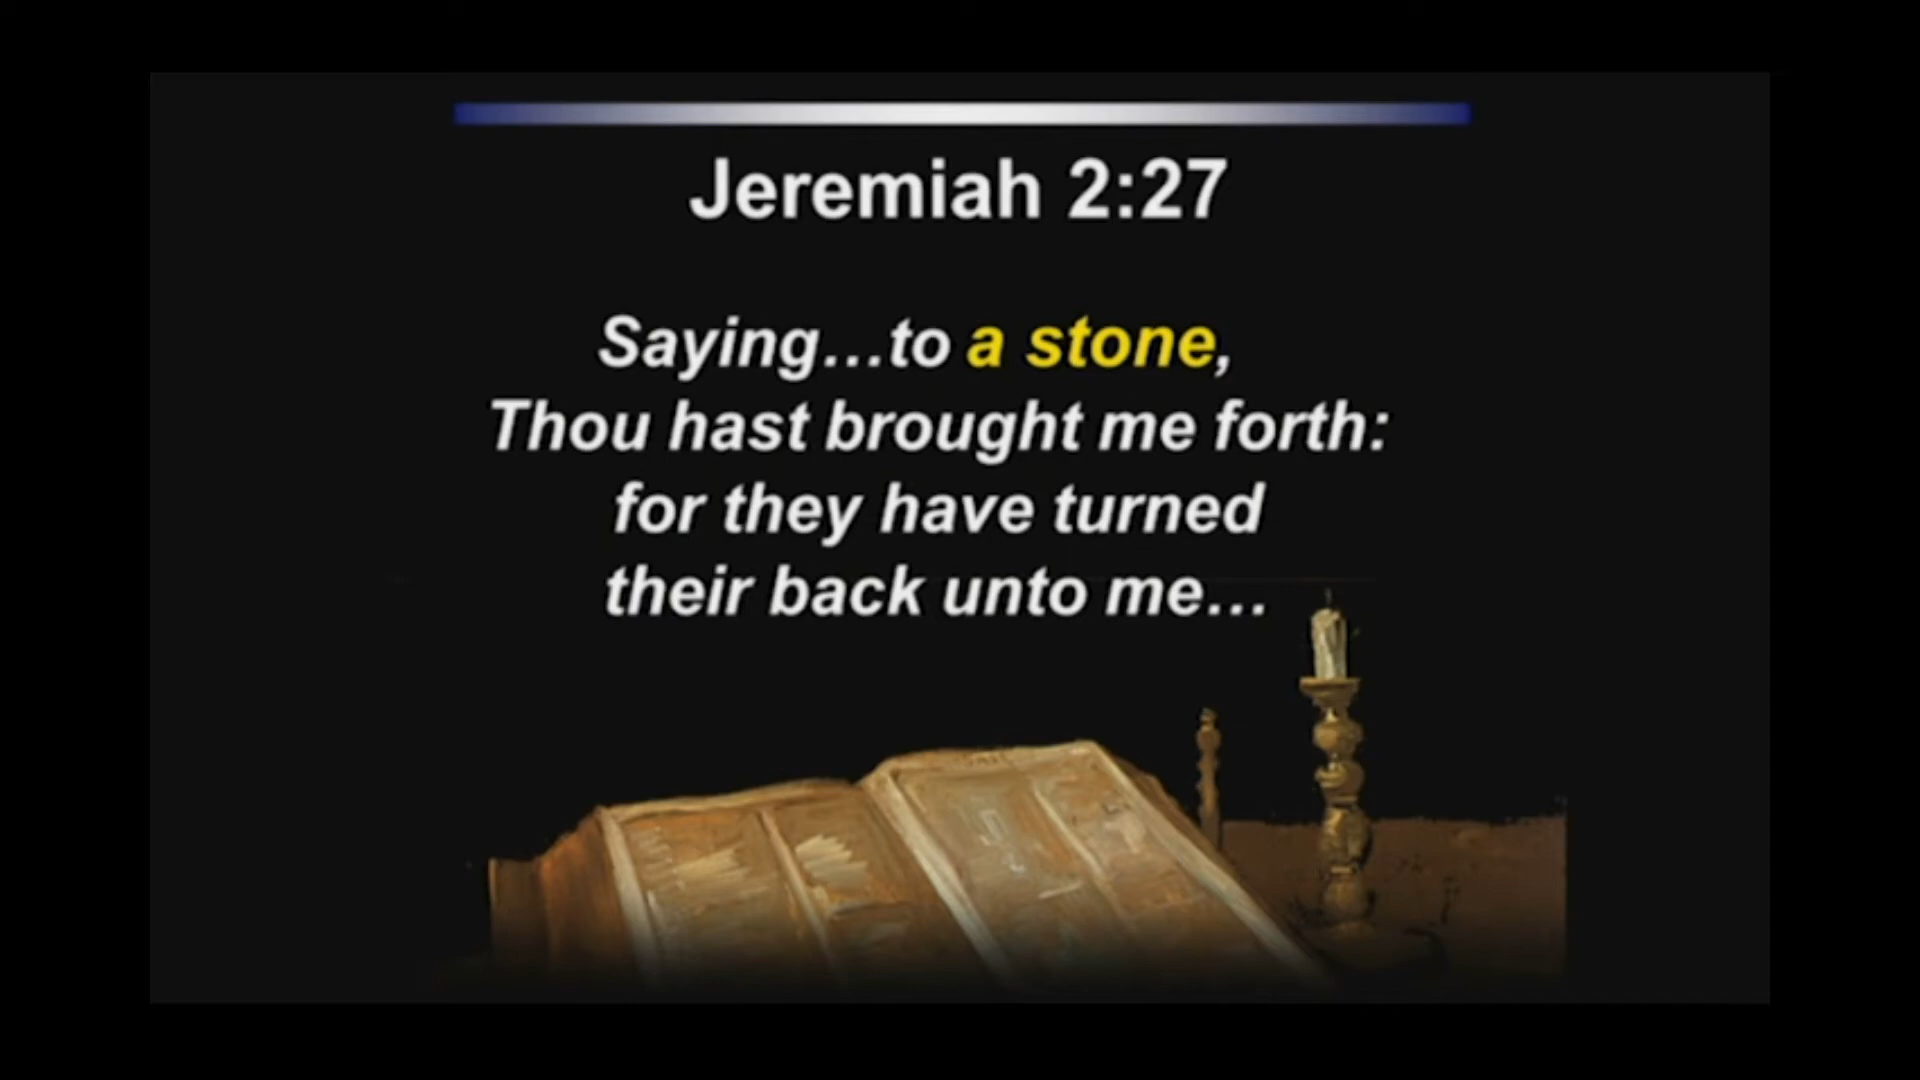 Jeremiah 2:27
Saying…to a stone,
Thou hast brought me forth:
for they have turned
their back unto me…